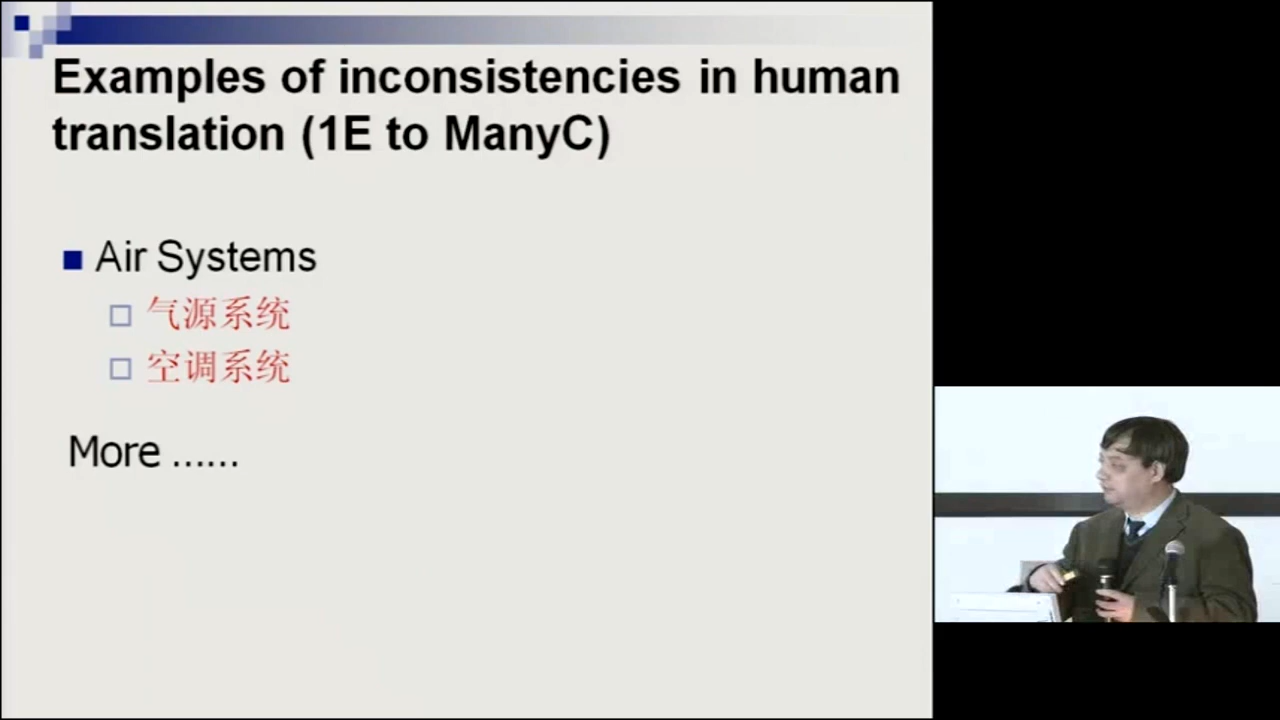 Examples of inconsistencies in human
translation (1E to ManyC)
Air Systems
气源系统
空调系统
More ……